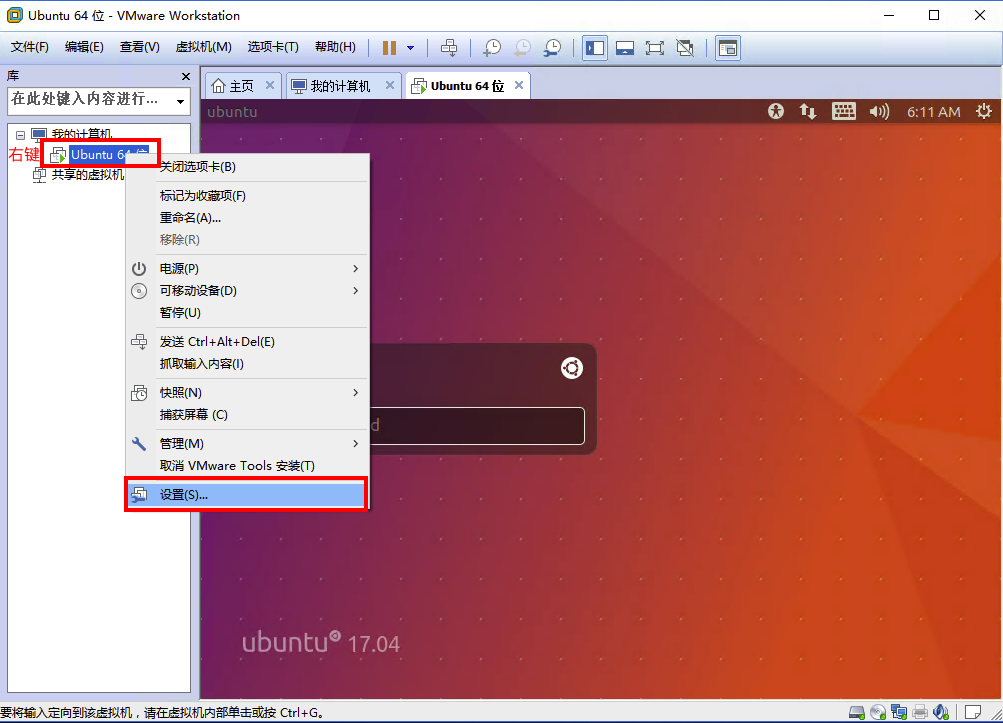 Ubuntu 64 位 - VMware Workstation
文件(F) 编辑(E) 查看(V) 虚拟机(M) 选项卡(T) 帮助(H)
库
在此处键入内容进行...
主页 我的计算机 Ubuntu 64 位
ubuntu 6:11 AM
我的计算机
右键 Ubuntu 64 位
共享的虚拟机
关闭选项卡(B)
标记为收藏项(F)
重命名(A)...
移除(R)
电源(P)
可移动设备(D)
暂停(U)
发送 Ctrl+Alt+Del(E)
抓取输入内容(I)
快照(N)
捕获屏幕 (C)
d
管理(M)
取消 VMware Tools 安装(T)
设置(S)...
ubuntu 17.04
要将输入定向到该虚拟机，请在虚拟机内部单击或按 Ctrl+G。